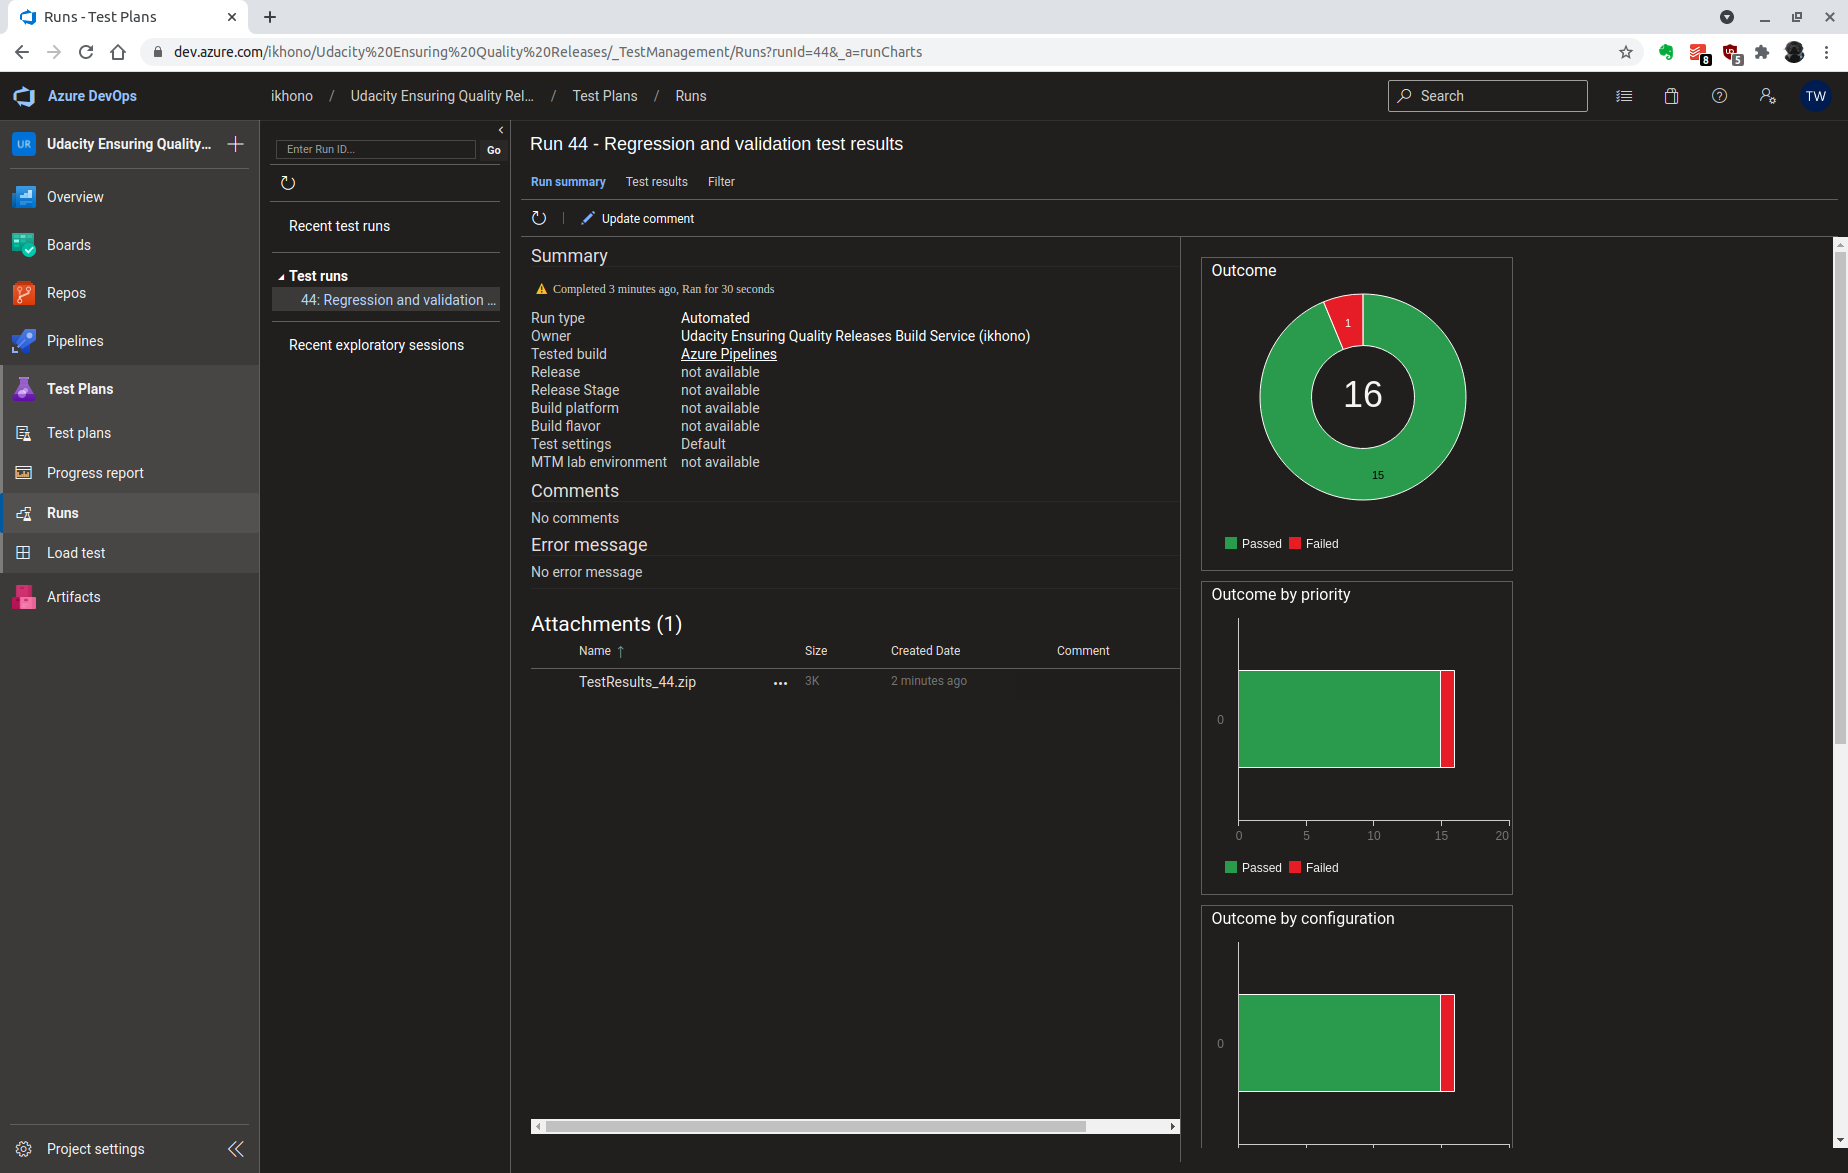 Runs - Test Plans
dev.azure.com/ikhono/Udacity%20Ensuring%20Quality%20Releases/_TestManagement/Runs?runId=44&_a=runCharts
8
5
Azure DevOps
ikhono / Udacity Ensuring Quality Rel... / Test Plans / Runs
Search
TW
UR
Udacity Ensuring Quality...
Overview
Boards
Repos
Pipelines
Test Plans
Test plans
Progress report
Runs
Load test
Artifacts
Project settings
Enter Run ID...
Go
Recent test runs
Test runs
44: Regression and validation ...
Recent exploratory sessions
Run 44 - Regression and validation test results
Run summary Test results Filter
Update comment
Summary
Completed 3 minutes ago, Ran for 30 seconds
Run type Automated
Owner Udacity Ensuring Quality Releases Build Service (ikhono)
Tested build Azure Pipelines
Release not available
Release Stage not available
Build platform not available
Build flavor not available
Test settings Default
MTM lab environment not available
Comments
No comments
Error message
No error message
Attachments (1)
Name ↑ Size Created Date Comment
TestResults_44.zip ... 3K 2 minutes ago
Outcome
1
16
15
Passed Failed
Outcome by priority
0
0 5 10 15 20
Passed Failed
Outcome by configuration
0